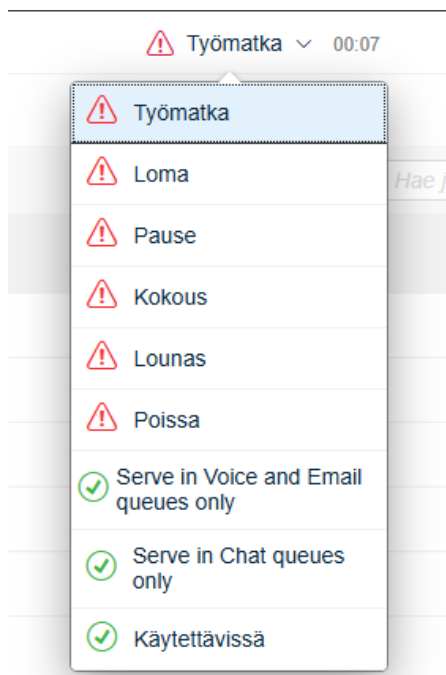 Työmatka 00:07
Työmatka
Loma
Hae j
Pause
Kokous
Lounas
Poissa
Serve in Voice and Email
queues only
Serve in Chat queues
only
Käytettävissä